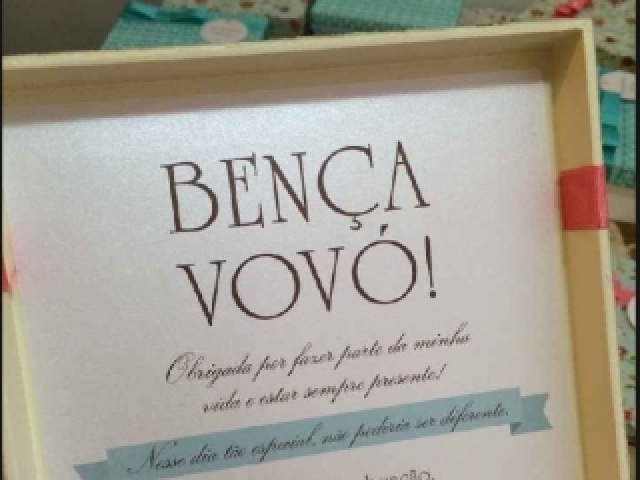 BENÇA
VOVÓ!
Obrigada por fazer parte da minha
vida e estar sempre presente!
Nesse dia tão especial, não poderia ser diferente.